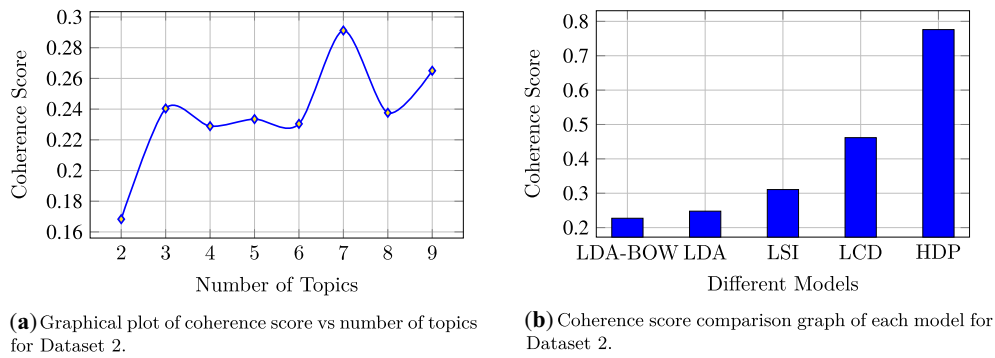 0.3
0.28
0.26
0.24
0.22
0.2
0.18
0.16
Coherence Score
2 3 4 5 6 7 8 9
Number of Topics
(a) Graphical plot of coherence score vs number of topics
for Dataset 2.
0.8
0.7
0.6
0.5
0.4
0.3
0.2
Coherence Score
LDA-BOW LDA LSI LCD HDP
Different Models
(b) Coherence score comparison graph of each model for
Dataset 2.